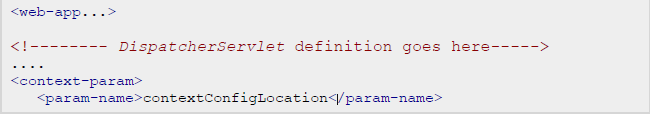 <web-app...>
<!-------- DispatcherServlet definition goes here----->
....
<context-param>
<param-name>contextConfigLocation</param-name>